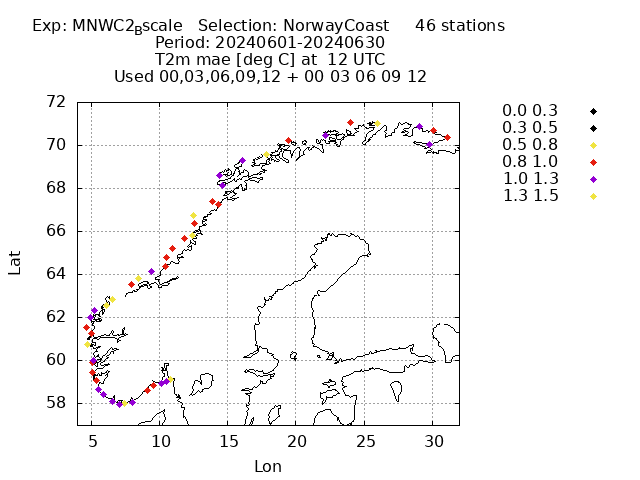 Exp: MNWC2_Bscale   Selection: NorwayCoast     46 stations
Period: 20240601-20240630
T2m mae [deg C] at  12 UTC
Used 00,03,06,09,12 + 00 03 06 09 12
72
70
68
66
64
62
60
58
5 10 15 20 25 30
Lat
Lon
0.0 0.3
0.3 0.5
0.5 0.8
0.8 1.0
1.0 1.3
1.3 1.5